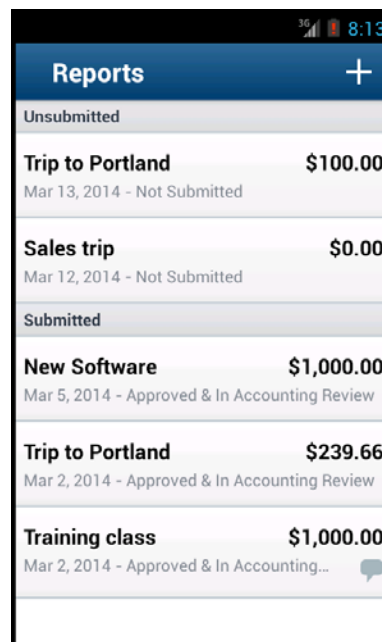 3G 8:13
Reports +
Unsubmitted
Trip to Portland $100.00
Mar 13, 2014 - Not Submitted
Sales trip $0.00
Mar 12, 2014 - Not Submitted
Submitted
New Software $1,000.00
Mar 5, 2014 - Approved & In Accounting Review
Trip to Portland $239.66
Mar 2, 2014 - Approved & In Accounting Review
Training class $1,000.00
Mar 2, 2014 - Approved & In Accounting...